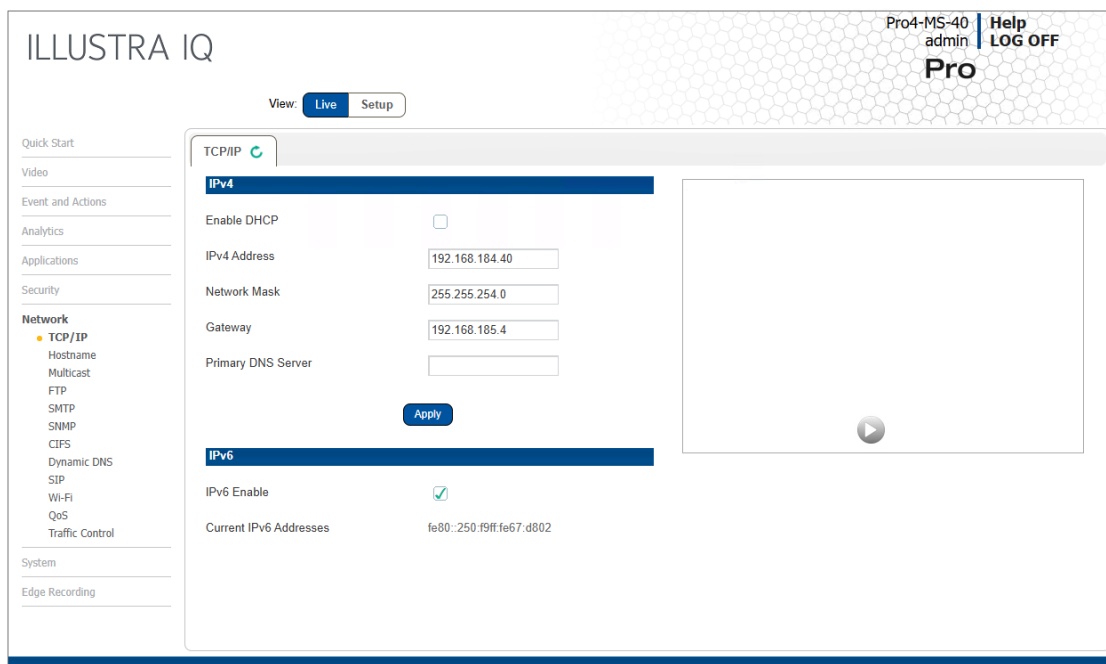 ILLUSTRA IQ
Pro4-MS-40 Help
admin LOG OFF
Pro
View: Live Setup
Quick Start
Video
Event and Actions
Analytics
Applications
Security
Network
TCP/IP
Hostname
Multicast
FTP
SMTP
SNMP
CIFS
Dynamic DNS
SIP
Wi-Fi
QoS
Traffic Control
System
Edge Recording
TCP/IP
IPv4
Enable DHCP
IPv4 Address 192.168.184.40
Network Mask 255.255.254.0
Gateway 192.168.185.4
Primary DNS Server
Apply
IPv6
IPv6 Enable
Current IPv6 Addresses fe80::250:f9ff:fe67:d802